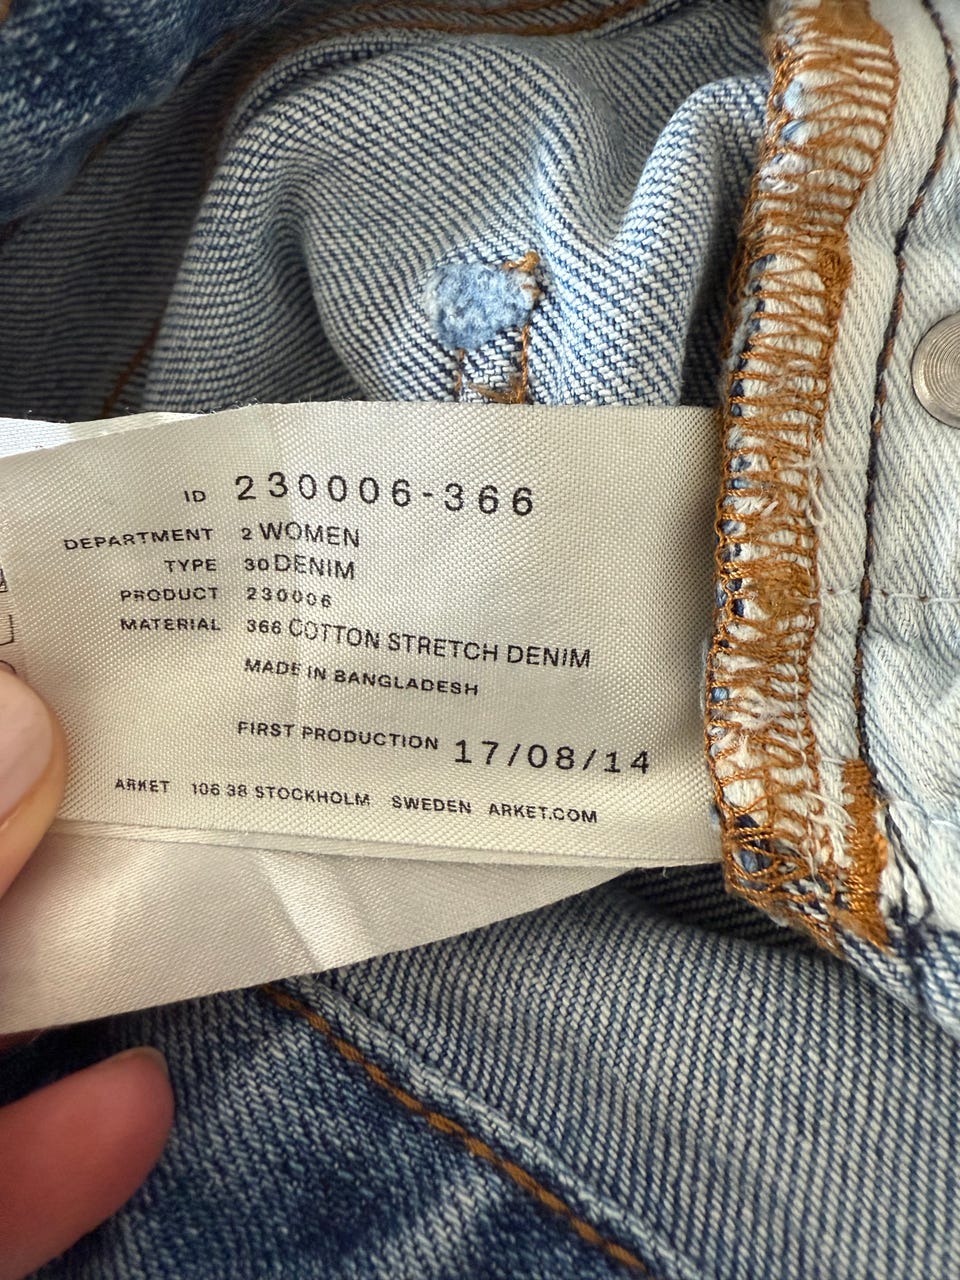 ID 230006-366
DEPARTMENT 2 WOMEN
TYPE 30 DENIM
PRODUCT 230006
MATERIAL 366 COTTON STRETCH DENIM
MADE IN BANGLADESH
FIRST PRODUCTION 17/08/14
ARKET 106 38 STOCKHOLM SWEDEN ARKET.COM